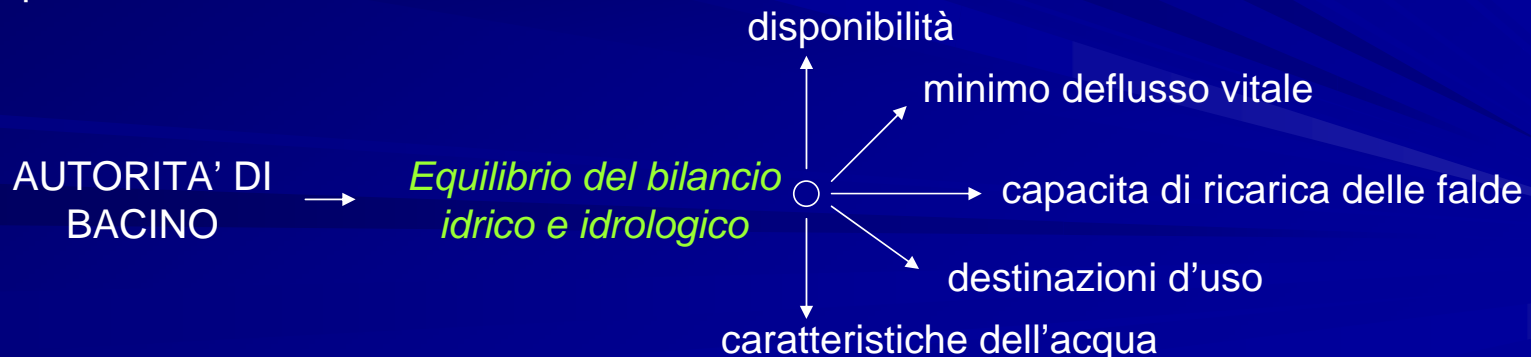 disponibilità
minimo deflusso vitale
AUTORITA’ DI
BACINO
Equilibrio del bilancio
idrico e idrologico
capacita di ricarica delle falde
destinazioni d’uso
caratteristiche dell’acqua